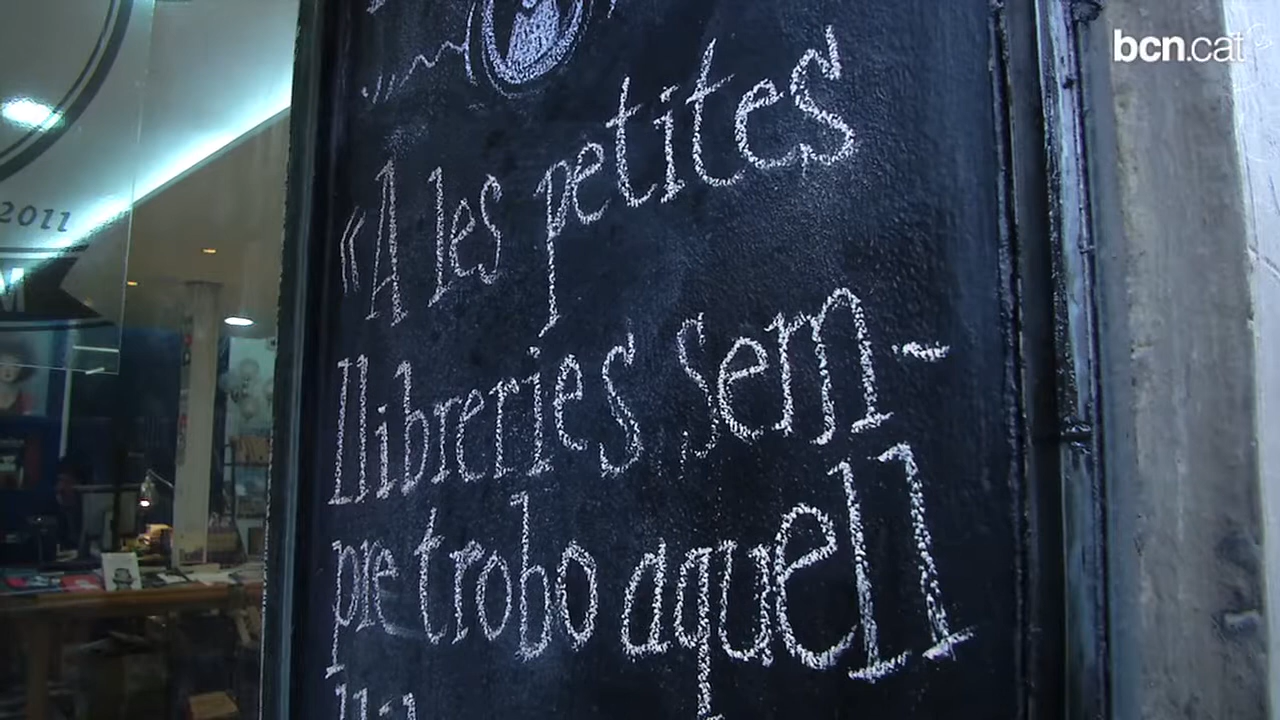 bcn.cat
2011
«A les petites
llibreries sem-
pre trobo aquell